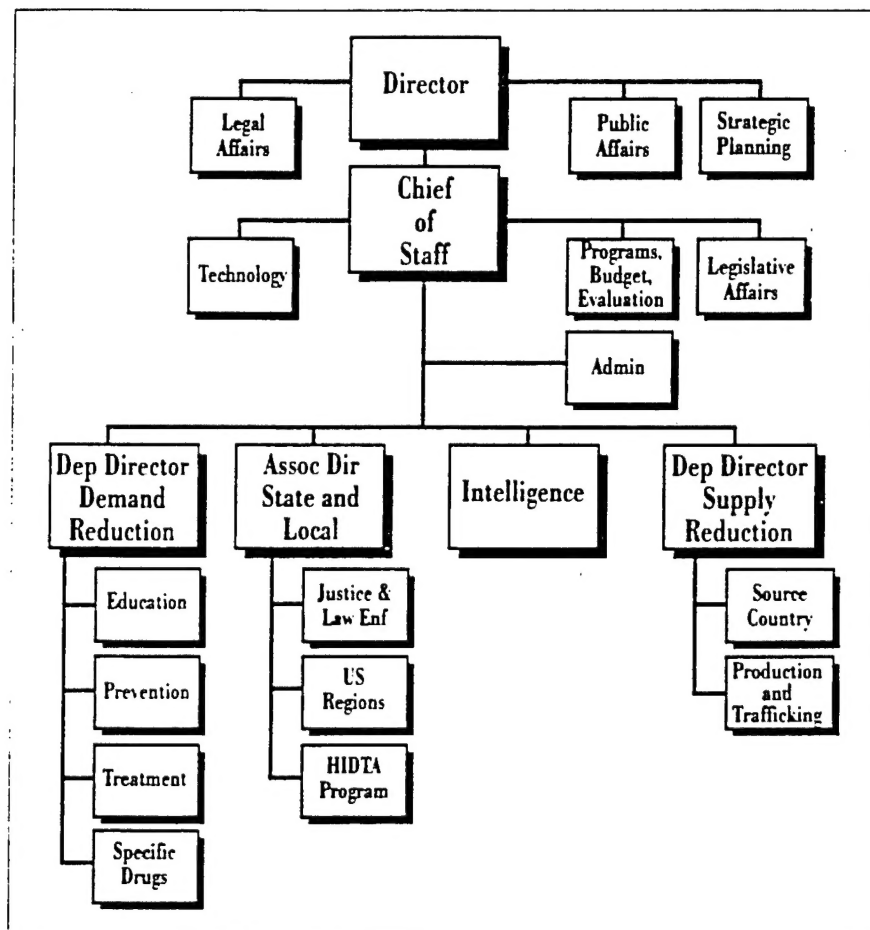 Director
Legal
Affairs
Public
Affairs
Strategic
Planning
Chief
of
Staff
Technology
Programs,
Budget,
Evaluation
Legislative
Affairs
Admin
Dep Director
Demand
Reduction
Assoc Dir
State and
Local
Intelligence
Dep Director
Supply
Reduction
Education
Prevention
Treatment
Specific
Drugs
Justice &
Law Enf
US
Regions
HIDTA
Program
Source
Country
Production
and
Trafficking